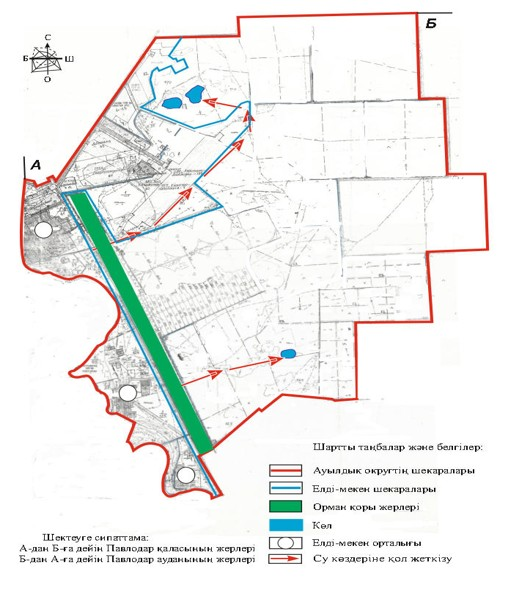 Б
С
Б Ш
О
А
Шартты таңбалар және белгілер:
Ауылдық округтің шекаралары
Елді-мекен шекаралары
Орман қоры жерлері
Көл
Елді-мекен орталығы
Су көздеріне қол жеткізу
Шектеуге сипаттама:
А-дан Б-ға дейін Павлодар қаласының жерлері
Б-дан А-ға дейін Павлодар ауданының жерлері